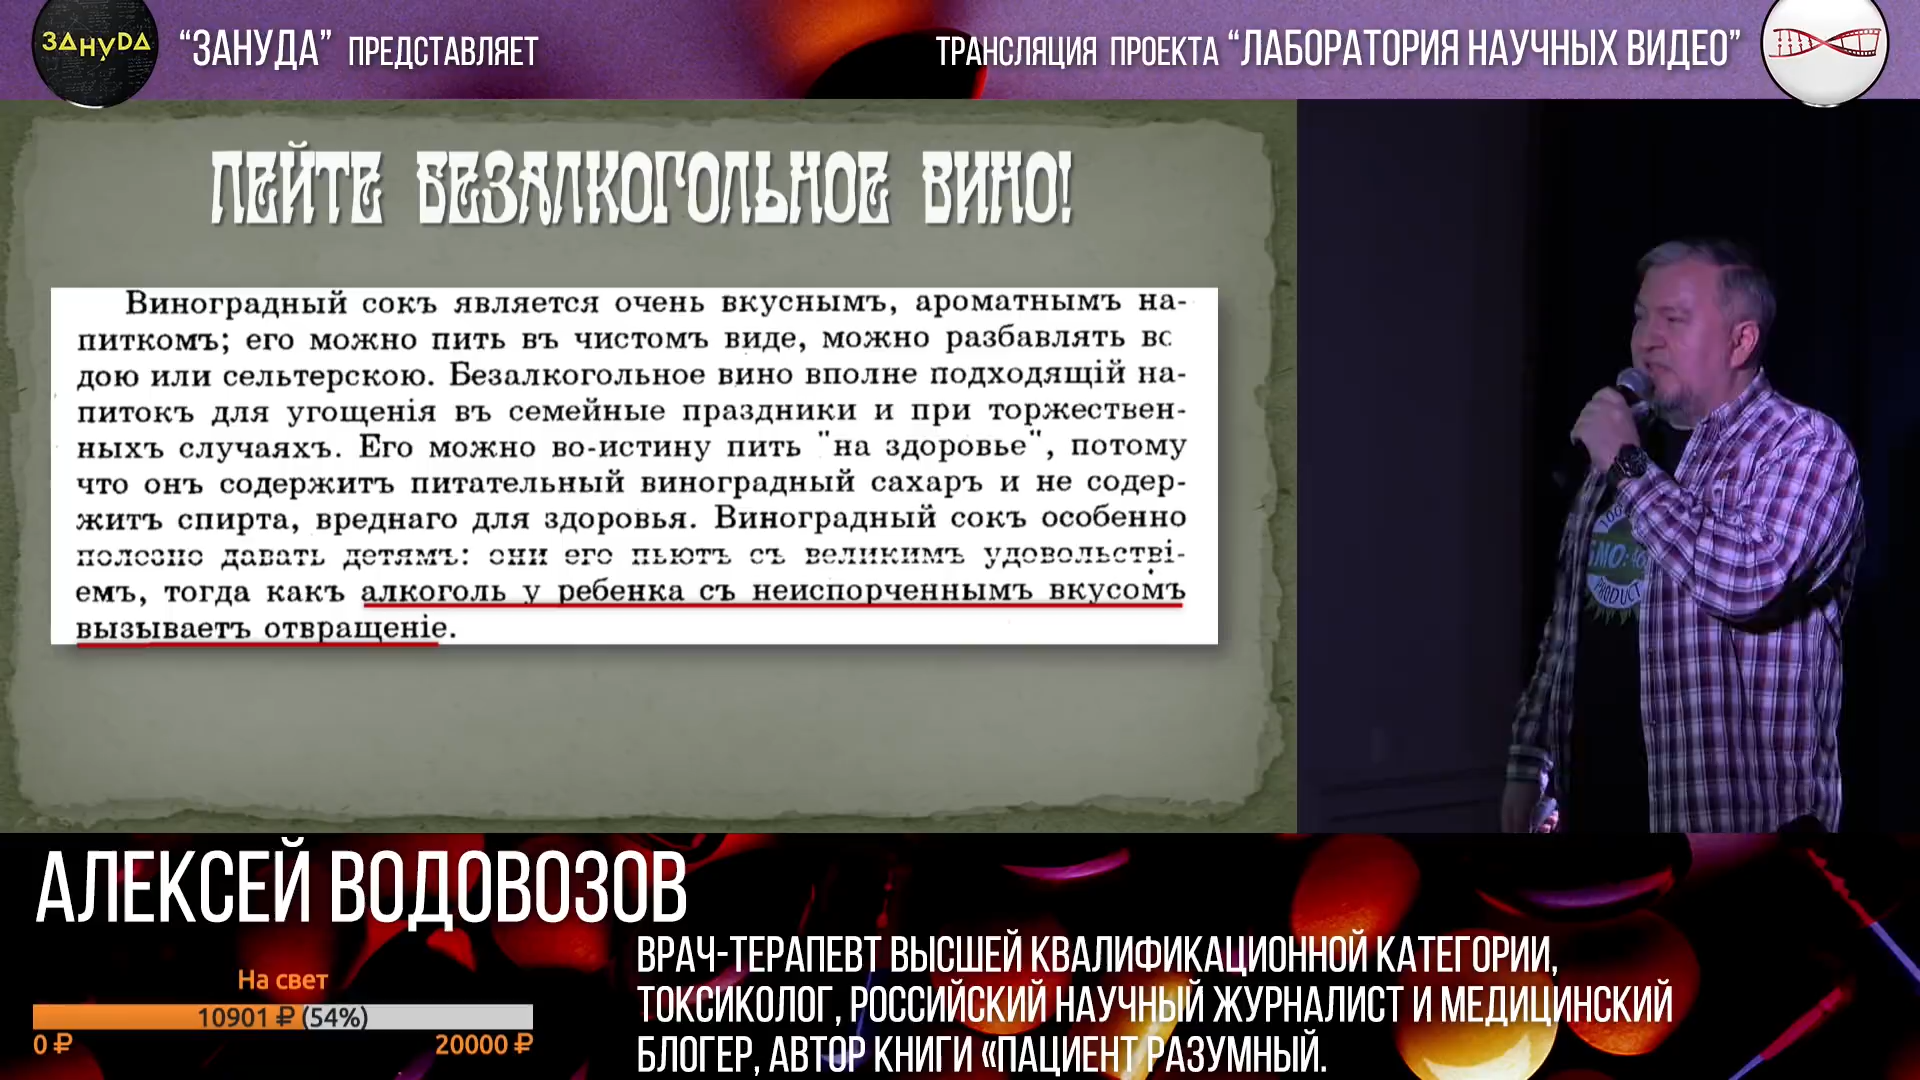 ЗАНУДА
“ЗАНУДА” ПРЕДСТАВЛЯЕТ
ТРАНСЛЯЦИЯ ПРОЕКТА “ЛАБОРАТОРИЯ НАУЧНЫХ ВИДЕО”
ПЕЙТЕ БЕЗАЛКОГОЛЬНОЕ ВИНО!
Виноградный сокъ является очень вкуснымъ, ароматнымъ на-
питкомъ; его можно пить въ чистомъ виде, можно разбавлять во
дою или сельтерскою. Безалкогольное вино вполне подходящій на-
питокъ для угощенія въ семейные праздники и при торжествен-
ныхъ случаяхъ. Его можно во-истину пить "на здоровье", потому
что онъ содержитъ питательный виноградный сахаръ и не содер-
житъ спирта, вреднаго для здоровья. Виноградный сокъ особенно
полезно давать детямъ: они его пьютъ съ великимъ удовольстві-
емъ, тогда какъ алкоголь у ребенка съ неиспорченнымъ вкусомъ
вызываетъ отвращеніе.
100
GMO:
PRODUCT
АЛЕКСЕЙ ВОДОВОЗОВ
ВРАЧ-ТЕРАПЕВТ ВЫСШЕЙ КВАЛИФИКАЦИОННОЙ КАТЕГОРИИ,
ТОКСИКОЛОГ, РОССИЙСКИЙ НАУЧНЫЙ ЖУРНАЛИСТ И МЕДИЦИНСКИЙ
БЛОГЕР, АВТОР КНИГИ «ПАЦИЕНТ РАЗУМНЫЙ.
На свет
10901 ₽ (54%)
0 ₽ 20000 ₽